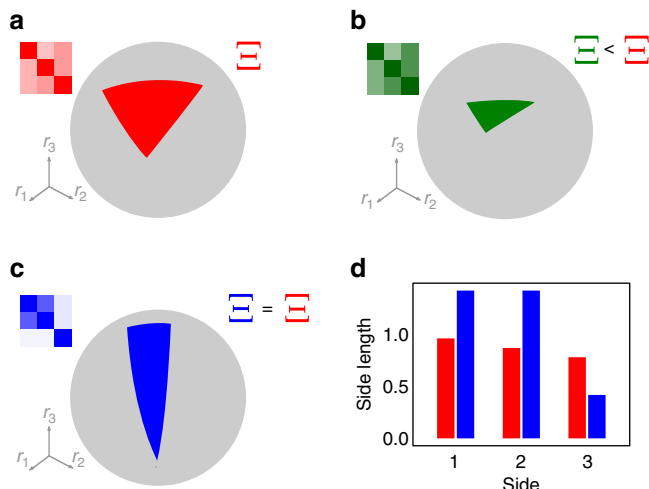 a
Ξ
r3
r1
r2
b
Ξ < Ξ
r3
r1
r2
c
Ξ = Ξ
r3
r1
r2
d
Side length
1.0
0.5
0.0
1 2 3
Side